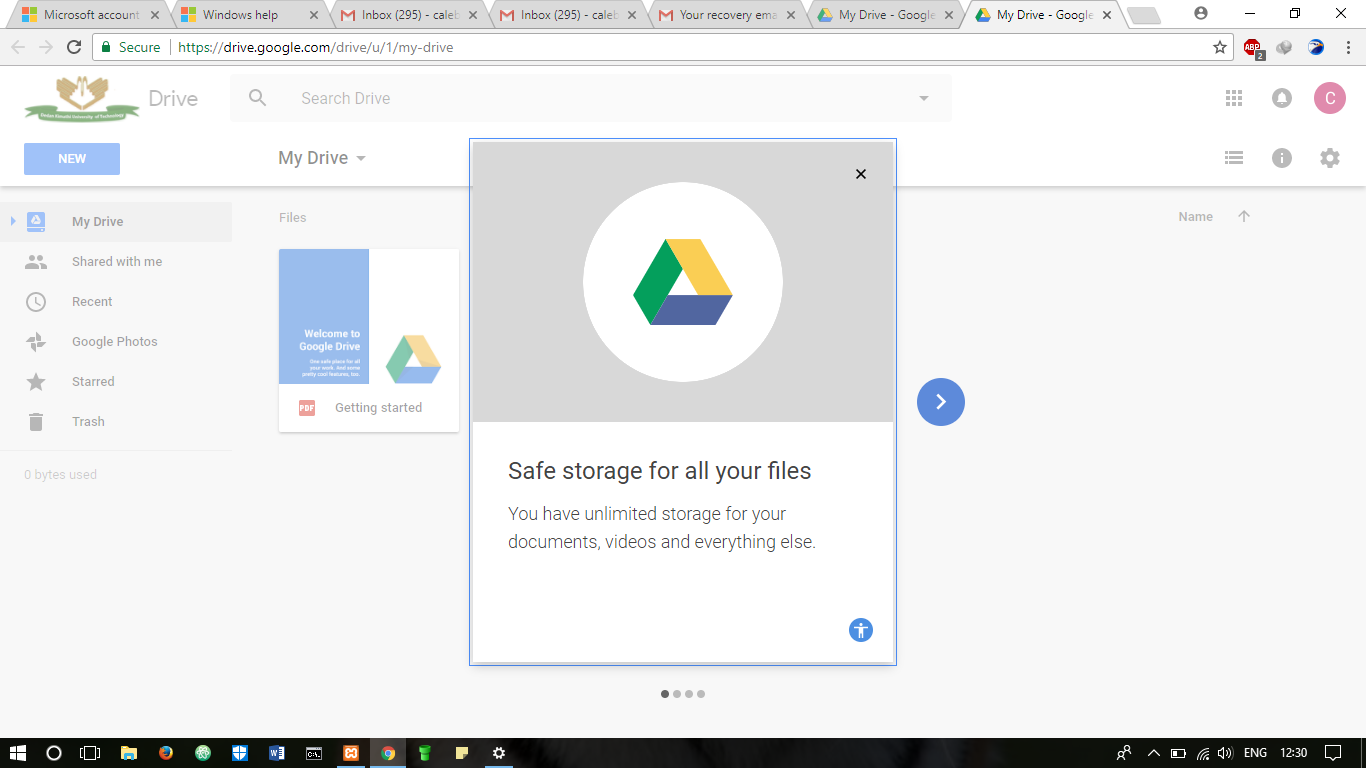 Microsoft account
Windows help
Inbox (295) - caleb
Inbox (295) - caleb
Your recovery ema
My Drive - Google
My Drive - Google
Secure
https://drive.google.com/drive/u/1/my-drive
ABP
2
Dedan Kimathi University of Technology
Drive
Search Drive
C
NEW
My Drive
My Drive
Shared with me
Recent
Google Photos
Starred
Trash
0 bytes used
Files
Name
Welcome to
Google Drive
One safe place for all
your work. And some
pretty cool features, too.
PDF
Getting started
Safe storage for all your files
You have unlimited storage for your
documents, videos and everything else.
ENG
12:30